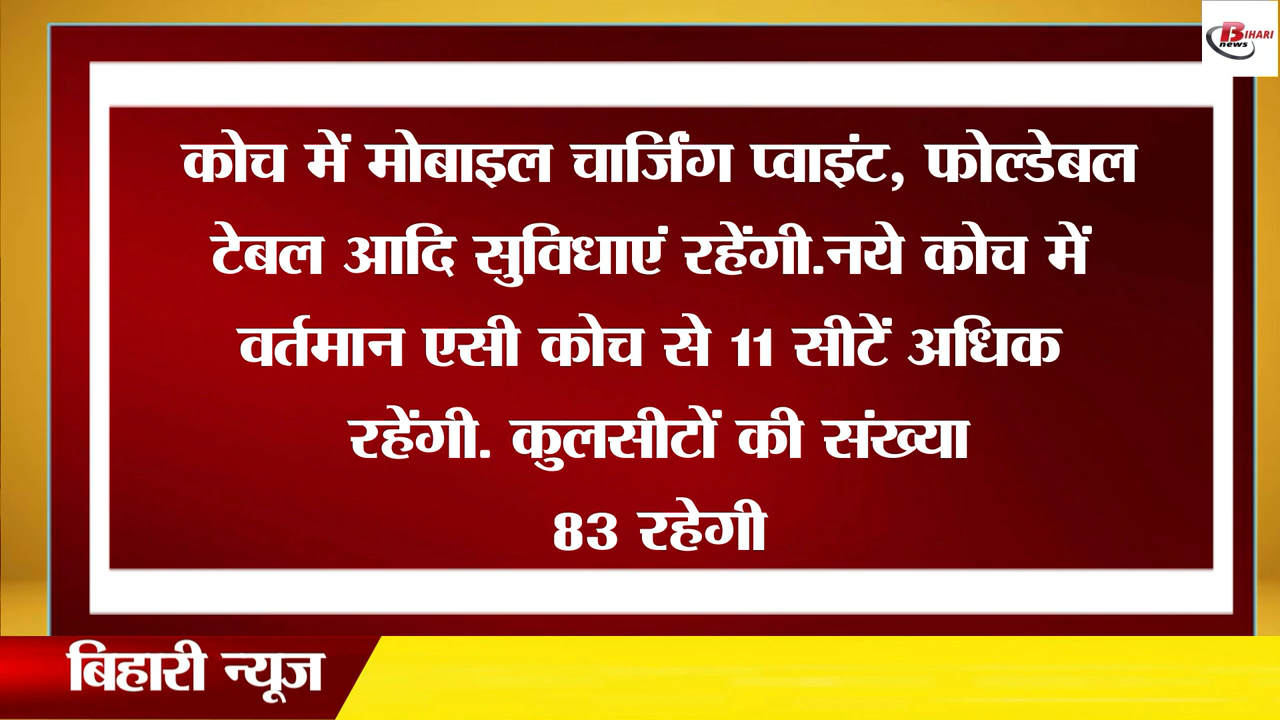 BIHARI
news
कोच में मोबाइल चार्जिंग प्वाइंट, फोल्डेबल
टेबल आदि सुविधाएं रहेंगी.नये कोच में
वर्तमान एसी कोच से 11 सीटें अधिक
रहेंगी. कुलसीटों की संख्या
83 रहेगी
बिहारी न्यूज